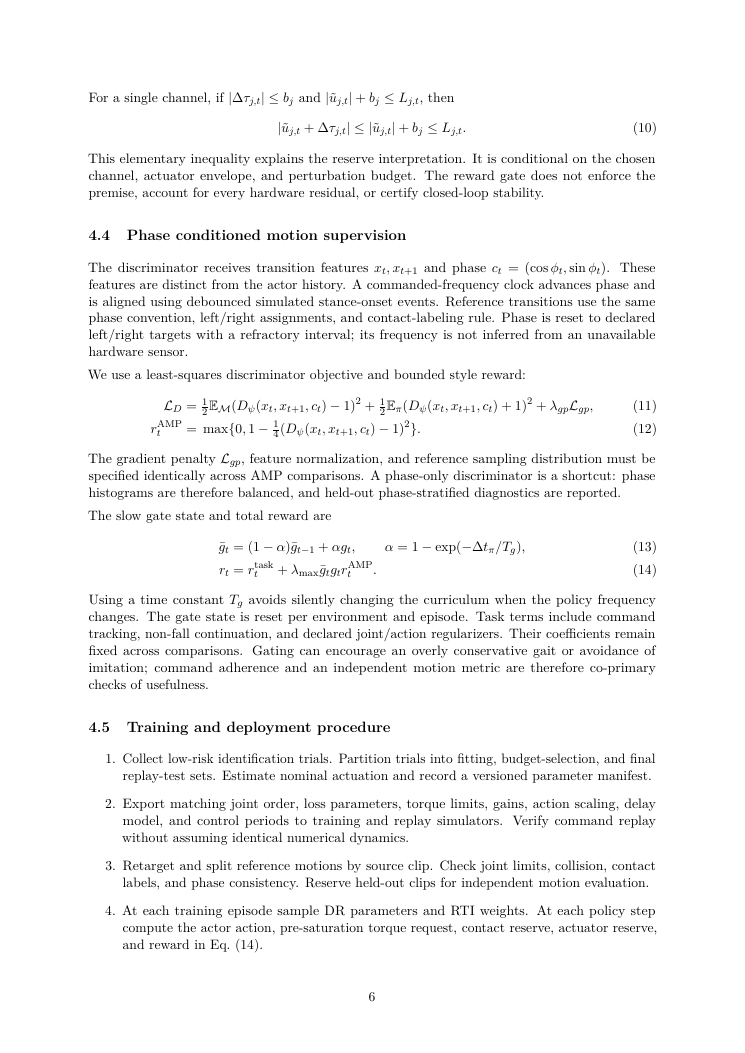 For a single channel, if |Δτ_{j,t}| ≤ b_j and |ũ_{j,t}| + b_j ≤ L_{j,t}, then
|ũ_{j,t} + Δτ_{j,t}| ≤ |ũ_{j,t}| + b_j ≤ L_{j,t}. (10)
This elementary inequality explains the reserve interpretation. It is conditional on the chosen
channel, actuator envelope, and perturbation budget. The reward gate does not enforce the
premise, account for every hardware residual, or certify closed-loop stability.
4.4 Phase conditioned motion supervision
The discriminator receives transition features x_t, x_{t+1} and phase c_t = (cos ϕ_t, sin ϕ_t). These
features are distinct from the actor history. A commanded-frequency clock advances phase and
is aligned using debounced simulated stance-onset events. Reference transitions use the same
phase convention, left/right assignments, and contact-labeling rule. Phase is reset to declared
left/right targets with a refractory interval; its frequency is not inferred from an unavailable
hardware sensor.
We use a least-squares discriminator objective and bounded style reward:
ℒ_D = ½𝔼_ℳ(D_ψ(x_t, x_{t+1}, c_t) − 1)² + ½𝔼_π(D_ψ(x_t, x_{t+1}, c_t) + 1)² + λ_{gp}ℒ_{gp}, (11)
r_t^{AMP} = max{0, 1 − ¼(D_ψ(x_t, x_{t+1}, c_t) − 1)²}. (12)
The gradient penalty ℒ_{gp}, feature normalization, and reference sampling distribution must be
specified identically across AMP comparisons. A phase-only discriminator is a shortcut: phase
histograms are therefore balanced, and held-out phase-stratified diagnostics are reported.
The slow gate state and total reward are
ḡ_t = (1 − α)ḡ_{t−1} + αg_t, α = 1 − exp(−Δt_π/T_g), (13)
r_t = r_t^{task} + λ_{max}ḡ_t g_t r_t^{AMP}. (14)
Using a time constant T_g avoids silently changing the curriculum when the policy frequency
changes. The gate state is reset per environment and episode. Task terms include command
tracking, non-fall continuation, and declared joint/action regularizers. Their coefficients remain
fixed across comparisons. Gating can encourage an overly conservative gait or avoidance of
imitation; command adherence and an independent motion metric are therefore co-primary
checks of usefulness.
4.5 Training and deployment procedure
1. Collect low-risk identification trials. Partition trials into fitting, budget-selection, and final
replay-test sets. Estimate nominal actuation and record a versioned parameter manifest.
2. Export matching joint order, loss parameters, torque limits, gains, action scaling, delay
model, and control periods to training and replay simulators. Verify command replay
without assuming identical numerical dynamics.
3. Retarget and split reference motions by source clip. Check joint limits, collision, contact
labels, and phase consistency. Reserve held-out clips for independent motion evaluation.
4. At each training episode sample DR parameters and RTI weights. At each policy step
compute the actor action, pre-saturation torque request, contact reserve, actuator reserve,
and reward in Eq. (14).
6